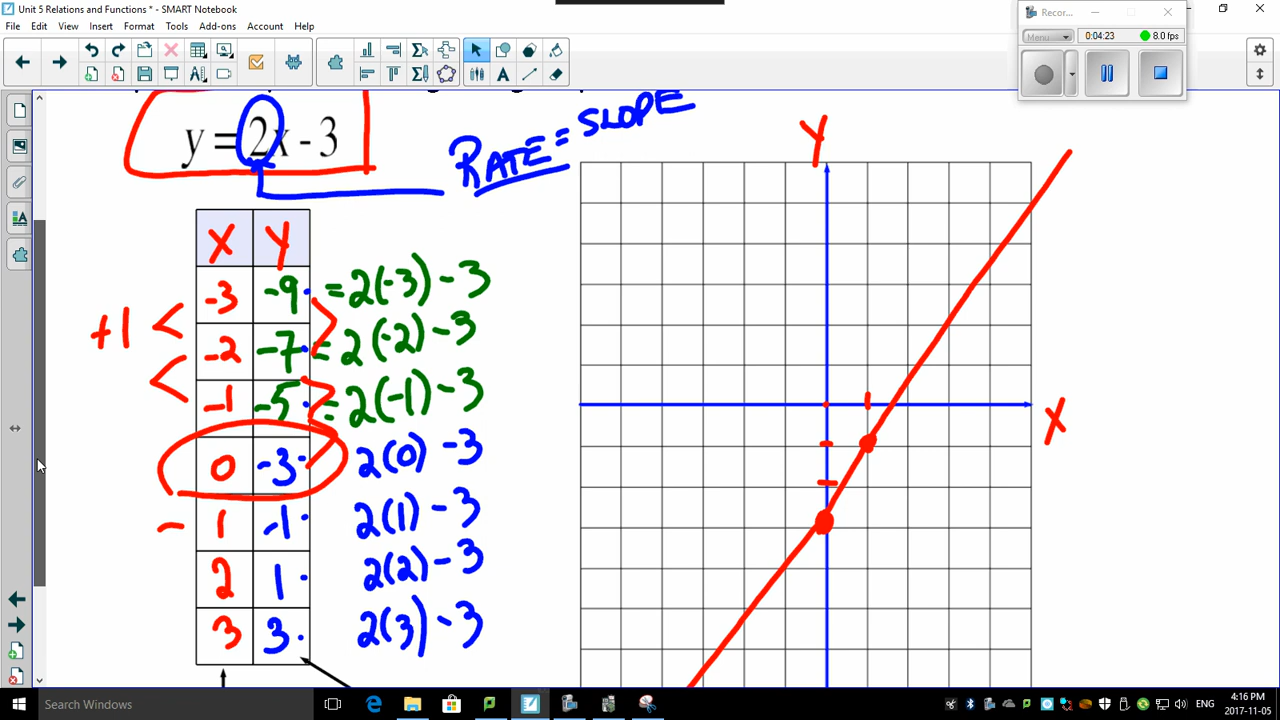 Unit 5 Relations and Functions * - SMART Notebook
File Edit View Insert Format Tools Add-ons Account Help
Recor...
Menu 0:04:23 8.0 fps
y = 2x - 3
RATE = SLOPE
Y
X Y
-3 -9 = 2(-3) - 3
+1
-2 -7 = 2(-2) - 3
-1 -5 = 2(-1) - 3
1
X
0 -3 2(0) - 3
- 1 -1 2(1) - 3
2 1 2(2) - 3
3 3 2(3) - 3
Search Windows
ENG
4:16 PM
2017-11-05